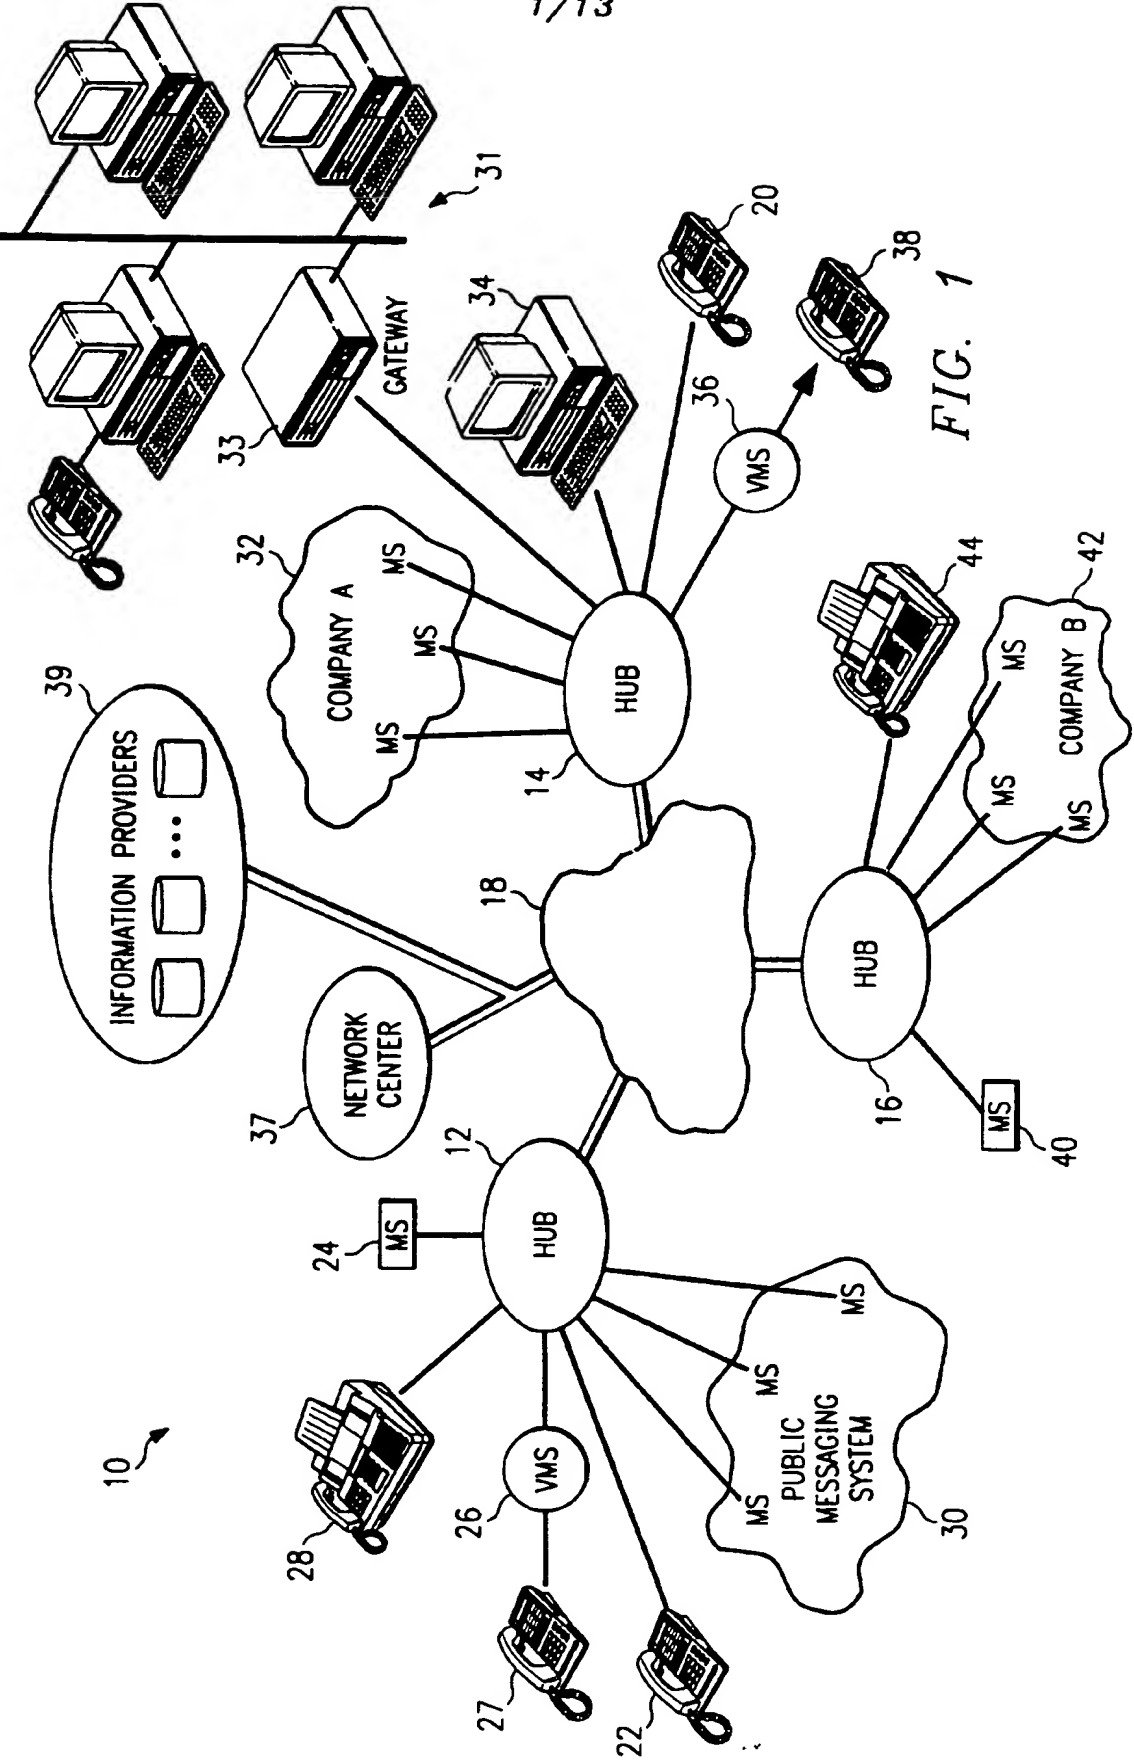 1/13
10
28
VMS
26
27
22
24
MS
12
HUB
MS
MS
MS
PUBLIC
MESSAGING
SYSTEM
30
37
NETWORK
CENTER
39
INFORMATION PROVIDERS
18
16
HUB
MS
40
44
MS
MS
MS
COMPANY B
42
14
HUB
32
COMPANY A
MS
MS
MS
33
GATEWAY
31
34
20
36
VMS
38
FIG. 1